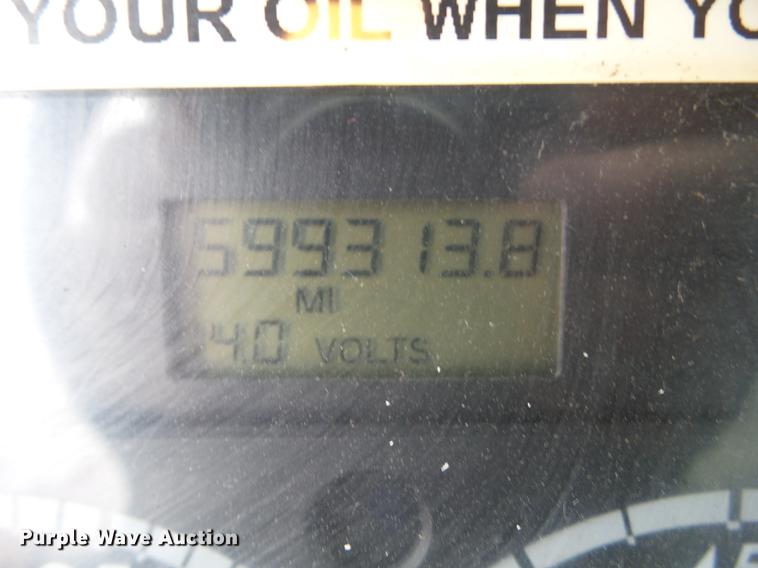 YOUR OIL WHEN YO
599313.8
MI
4.0 VOLTS
Purple Wave Auction